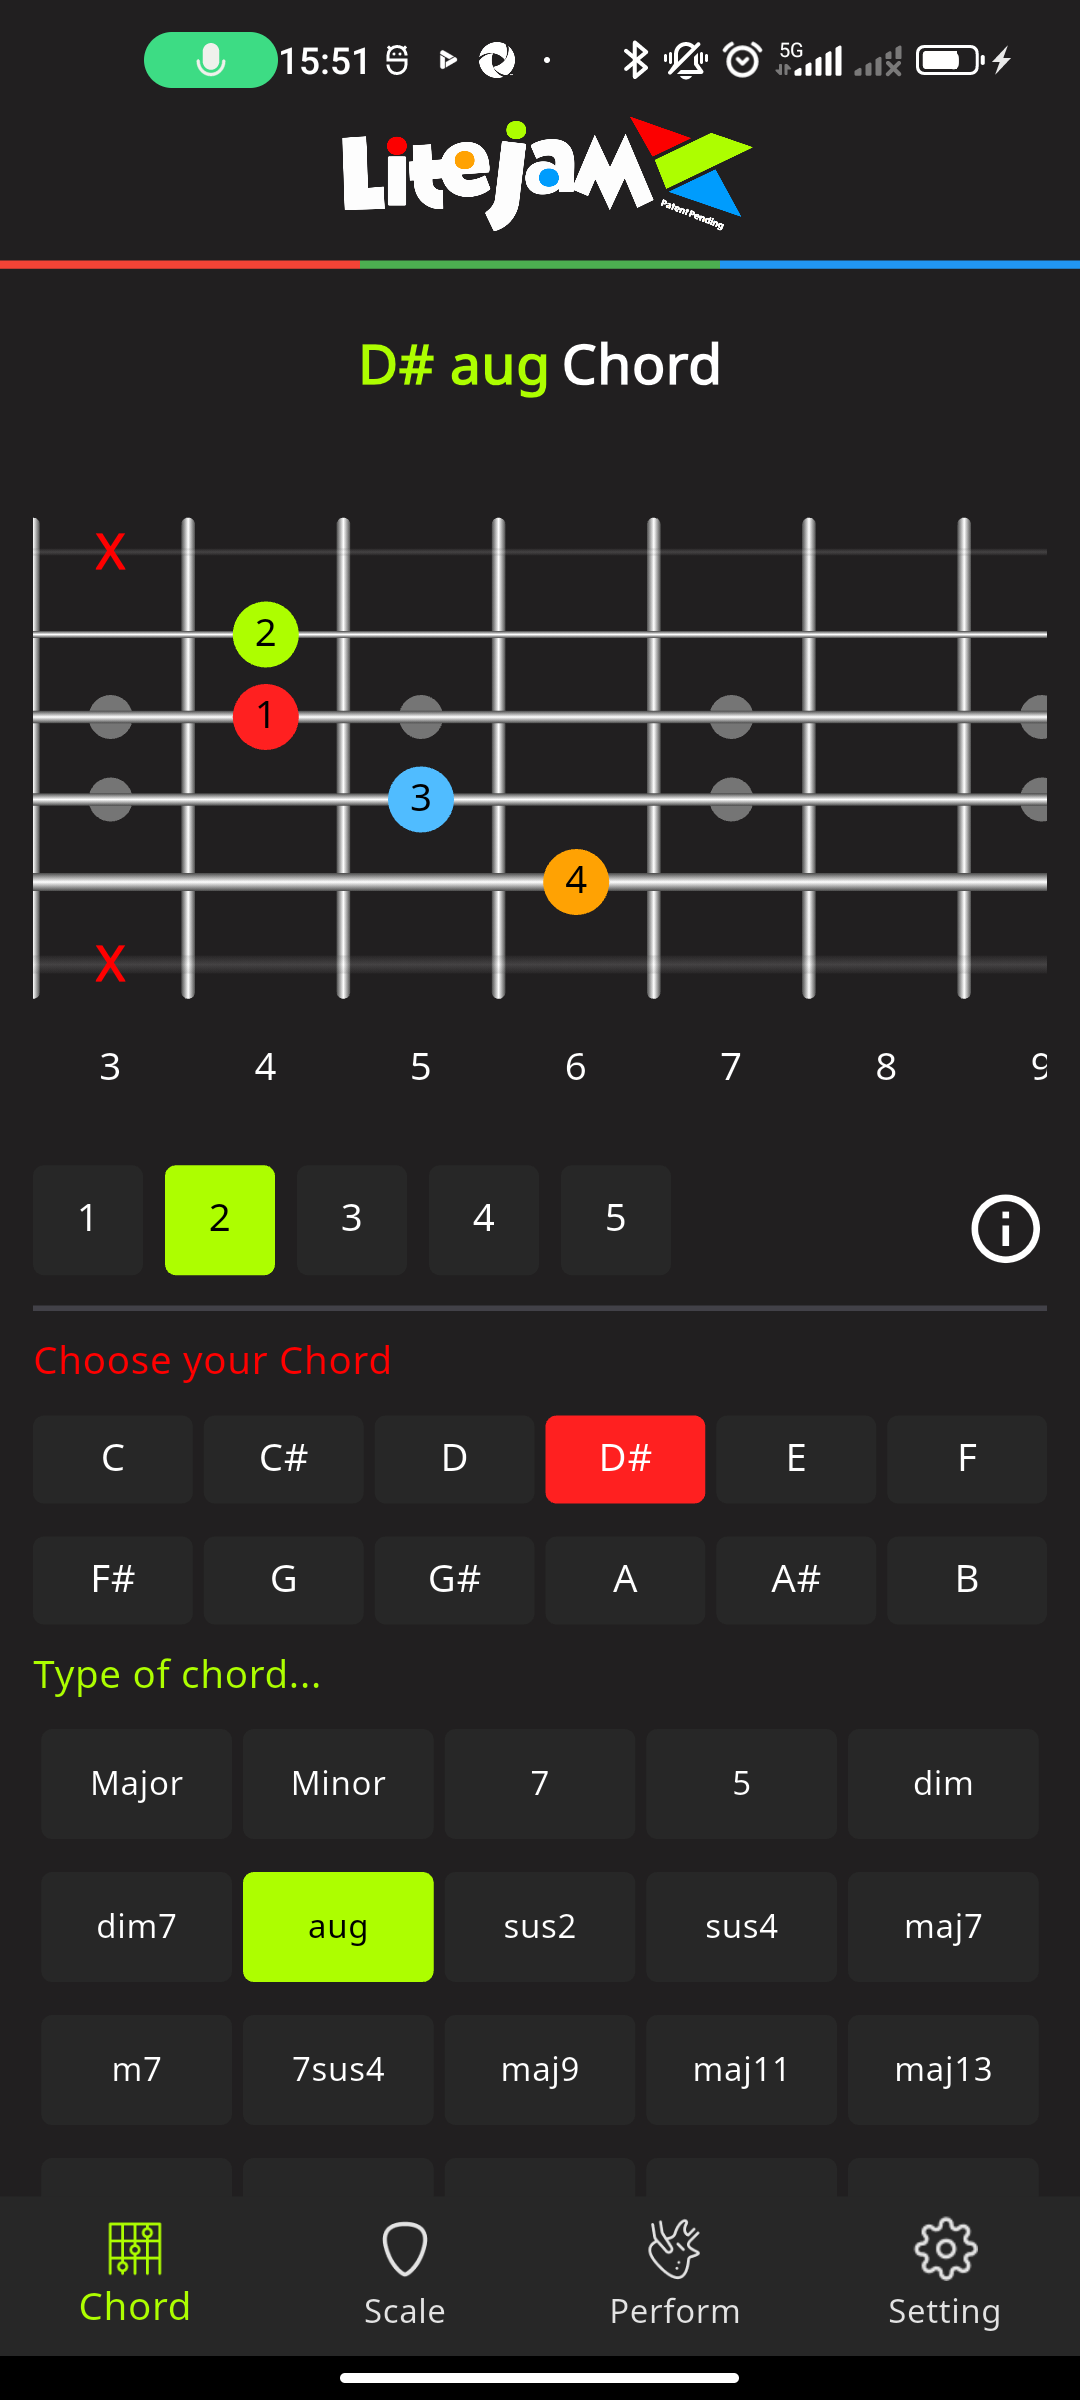 15:51 5G
Litejam
Patent Pending
D# aug Chord
X
2
1
3
4
X
3 4 5 6 7 8 9
1 2 3 4 5
Choose your Chord
C C# D D# E F
F# G G# A A# B
Type of chord...
Major Minor 7 5 dim
dim7 aug sus2 sus4 maj7
m7 7sus4 maj9 maj11 maj13
Chord Scale Perform Setting